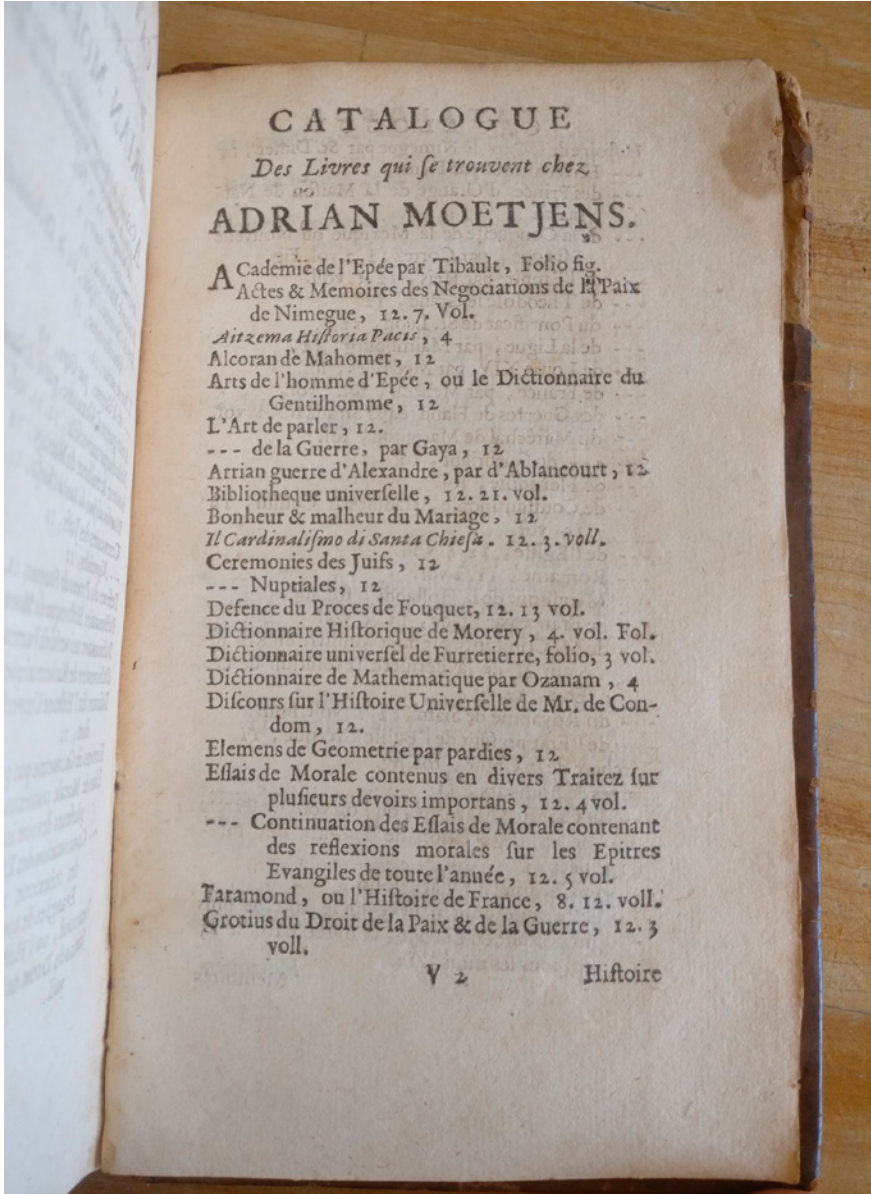 CATALOGUE
Des Livres qui ſe trouvent chez
ADRIAN MOETJENS.
ACademie de l'Epée par Tibault, Folio fig.
Actes & Memoires des Negociations de la Paix
de Nimegue, 12. 7. Vol.
Aitzema Hiſtoria Pacis, 4
Alcoran de Mahomet, 12
Arts de l'homme d'Epée, ou le Dictionnaire du
Gentilhomme, 12
L'Art de parler, 12.
--- de la Guerre, par Gaya, 12
Arrian guerre d'Alexandre, par d'Ablancourt, 12
Bibliotheque univerſelle, 12. 21. vol.
Bonheur & malheur du Mariage, 12
Il Cardinaliſmo di Santa Chieſa. 12. 3. voll.
Ceremonies des Juifs, 12
--- Nuptiales, 12
Defence du Proces de Fouquet, 12. 13 vol.
Dictionnaire Hiſtorique de Morery, 4. vol. Fol.
Dictionnaire univerſel de Furretierre, folio, 3 vol.
Dictionnaire de Mathematique par Ozanam, 4
Diſcours ſur l'Hiſtoire Univerſelle de Mr. de Con-
dom, 12.
Elemens de Geometrie par pardies, 12
Eſſais de Morale contenus en divers Traitez ſur
pluſieurs devoirs importans, 12. 4 vol.
--- Continuation des Eſſais de Morale contenant
des reflexions morales ſur les Epitres
Evangiles de toute l'année, 12. 5 vol.
Faramond, ou l'Hiſtoire de France, 8. 12. voll.
Grotius du Droit de la Paix & de la Guerre, 12. 3
voll.
V 2 Hiſtoire